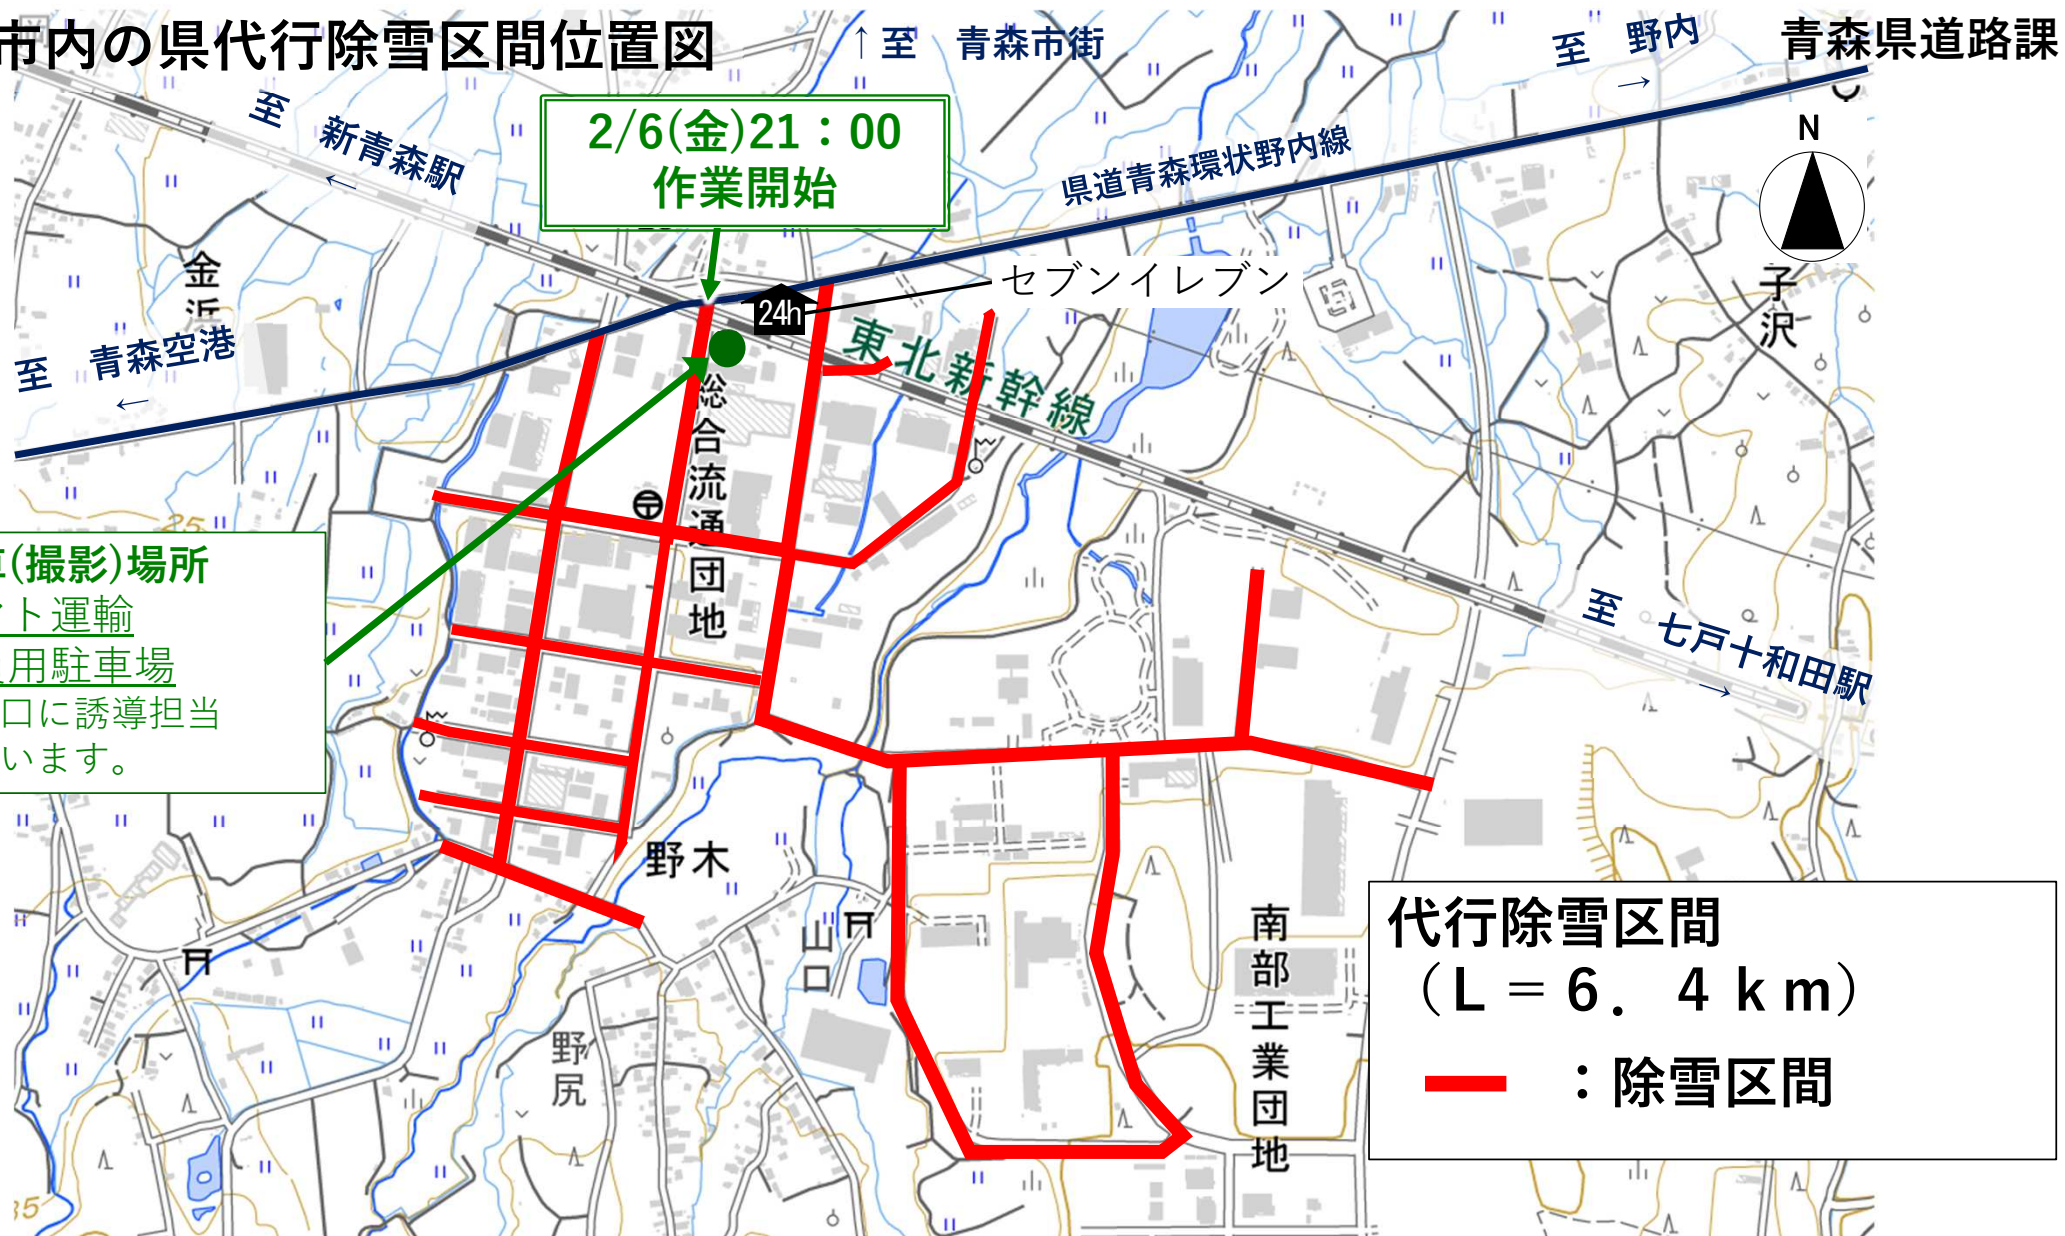 市内の県代行除雪区間位置図
↑至 青森市街
至 野内
→
青森県道路課
至 新青森駅
←
2/6(金)21：00
作業開始
県道青森環状野内線
N
金浜
セブンイレブン
24h
子沢
至 青森空港
←
東北新幹線
総合流通団地
25
(撮影)場所
ト運輸
用駐車場
口に誘導担当
います。
至 七戸十和田駅
→
野木
山口
南部工業団地
代行除雪区間
（L＝6．4km）
：除雪区間
野尻
35